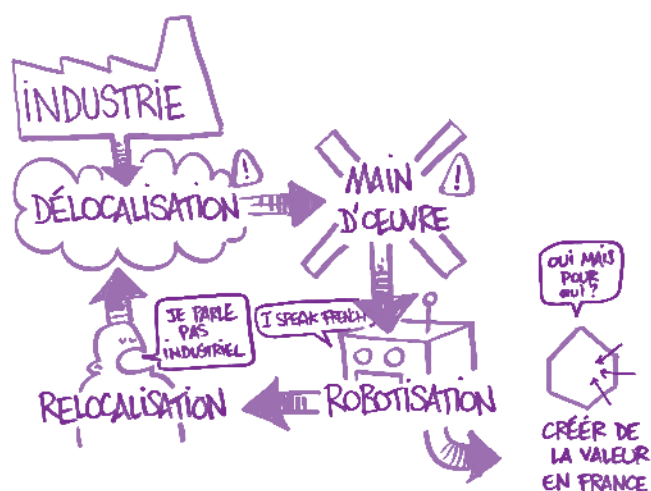 INDUSTRIE
DÉLOCALISATION
!
MAIN
D'OEUVRE
!
JE PARLE
PAS
INDUSTRIEL
I SPEAK FRENCH
RELOCALISATION
ROBOTISATION
OUI MAIS
POUR
QUI ?
CRÉÉR DE
LA VALEUR
EN FRANCE